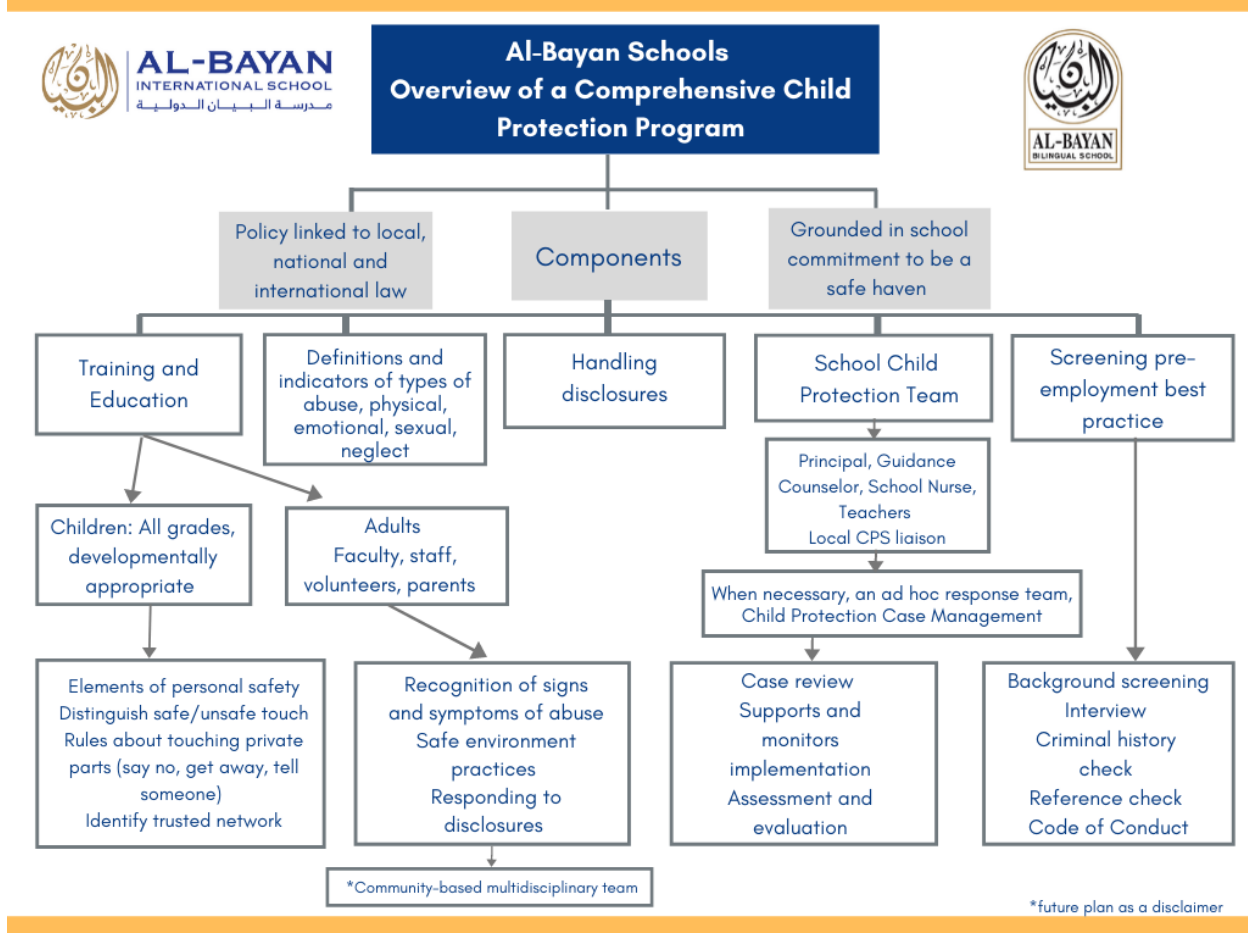 AL-BAYAN
INTERNATIONAL SCHOOL
مدرسة البيان الدولية
Al-Bayan Schools
Overview of a Comprehensive Child
Protection Program
البيان
AL-BAYAN
BILINGUAL SCHOOL
Policy linked to local,
national and
international law
Components
Grounded in school
commitment to be a
safe haven
Training and
Education
Definitions and
indicators of types of
abuse, physical,
emotional, sexual,
neglect
Handling
disclosures
School Child
Protection Team
Screening pre-
employment best
practice
Principal, Guidance
Counselor, School Nurse,
Teachers
Local CPS liaison
Children: All grades,
developmentally
appropriate
Adults
Faculty, staff,
volunteers, parents
When necessary, an ad hoc response team,
Child Protection Case Management
Elements of personal safety
Distinguish safe/unsafe touch
Rules about touching private
parts (say no, get away, tell
someone)
Identify trusted network
Recognition of signs
and symptoms of abuse
Safe environment
practices
Responding to
disclosures
Case review
Supports and
monitors
implementation
Assessment and
evaluation
Background screening
Interview
Criminal history
check
Reference check
Code of Conduct
*Community-based multidisciplinary team
*future plan as a disclaimer